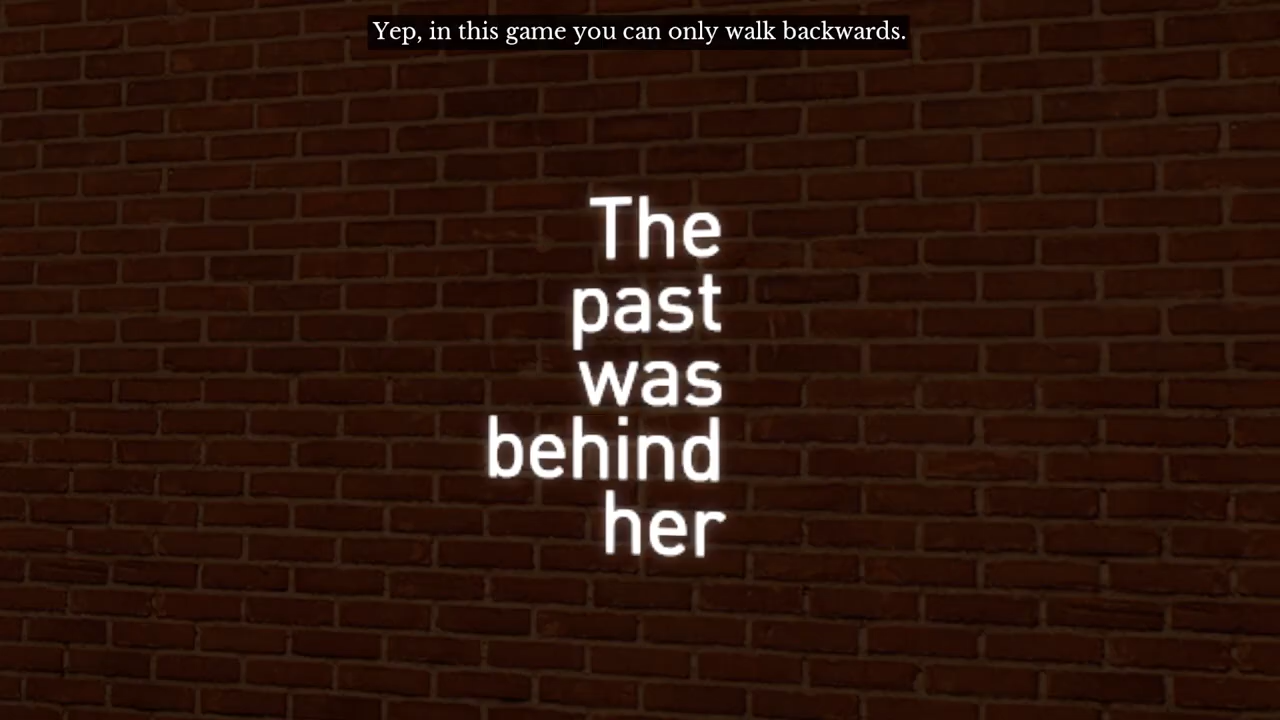 Yep, in this game you can only walk backwards.
The
past
was
behind
her